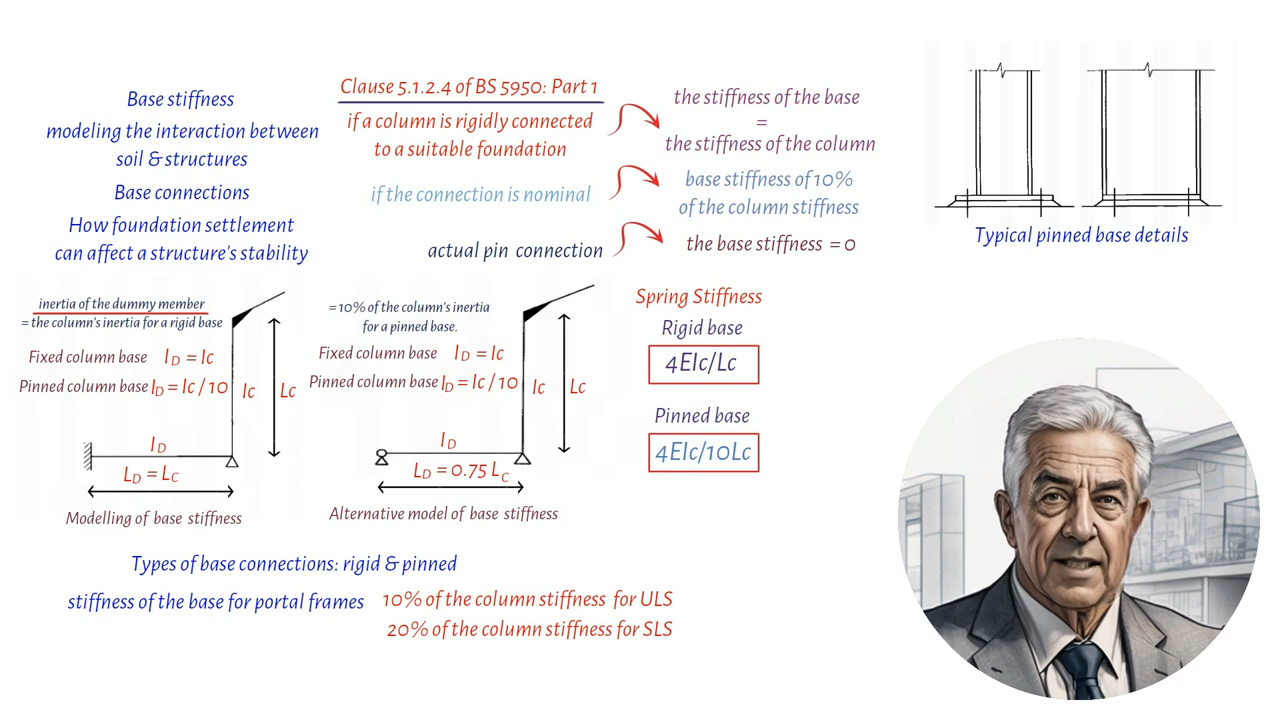 Base stiffness
modeling the interaction between
soil & structures
Base connections
How foundation settlement
can affect a structure's stability
Clause 5.1.2.4 of BS 5950: Part 1
if a column is rigidly connected
to a suitable foundation
if the connection is nominal
actual pin connection
the stiffness of the base
=
the stiffness of the column
base stiffness of 10%
of the column stiffness
the base stiffness = 0
Typical pinned base details
inertia of the dummy member
= the column's inertia for a rigid base
Fixed column base I_D = Ic
Pinned column base I_D = Ic / 10
Ic
Lc
I_D
L_D = L_C
Modelling of base stiffness
= 10% of the column's inertia
for a pinned base.
Fixed column base I_D = Ic
Pinned column base I_D = Ic / 10
Ic
Lc
I_D
L_D = 0.75 L_C
Alternative model of base stiffness
Spring Stiffness
Rigid base
4EIc/Lc
Pinned base
4EIc/10Lc
Types of base connections: rigid & pinned
stiffness of the base for portal frames
10% of the column stiffness for ULS
20% of the column stiffness for SLS